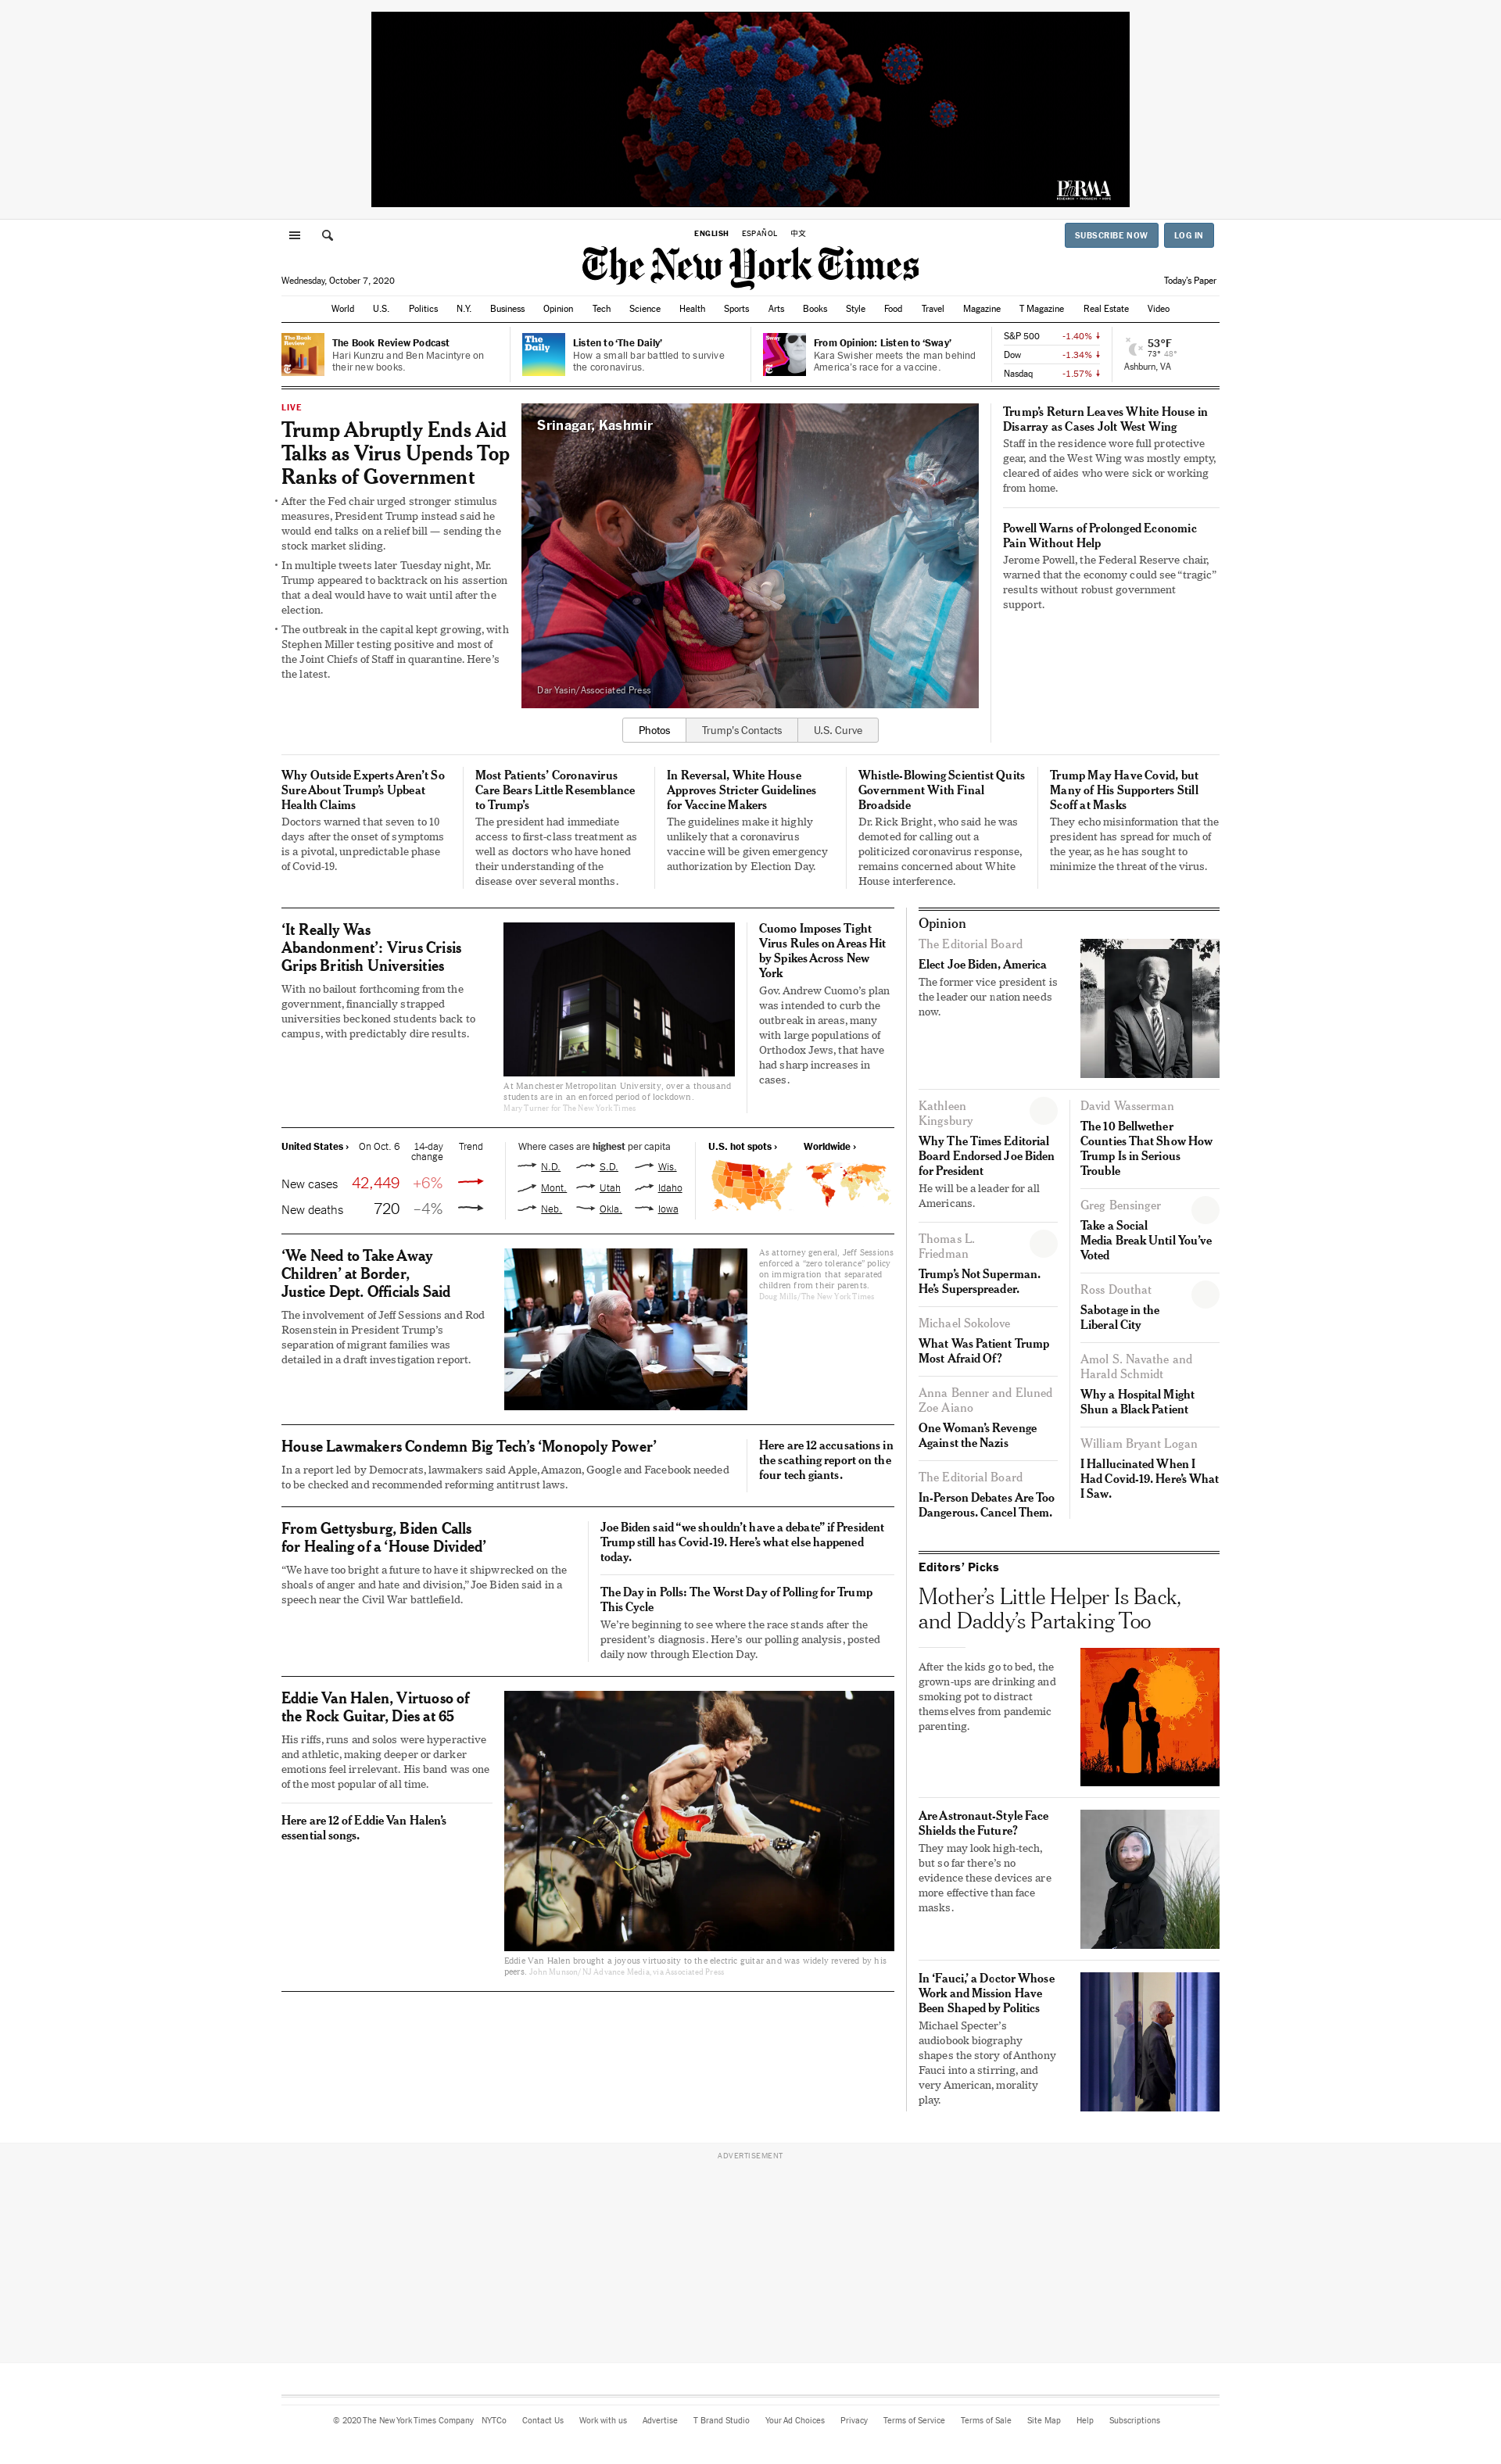 PhRMA
RESEARCH • PROGRESS • HOPE
ENGLISH ESPAÑOL 中文
SUBSCRIBE NOW LOG IN
The New York Times
Wednesday, October 7, 2020
Today's Paper
World U.S. Politics N.Y. Business Opinion Tech Science Health Sports Arts Books Style Food Travel Magazine T Magazine Real Estate Video
The Book Review
The Book Review Podcast
Hari Kunzru and Ben Macintyre on
their new books.
The
Daily
Listen to ‘The Daily’
How a small bar battled to survive
the coronavirus.
Sway
From Opinion: Listen to ‘Sway’
Kara Swisher meets the man behind
America's race for a vaccine.
S&P 500 -1.40%
Dow -1.34%
Nasdaq -1.57%
53°F
73° 48°
Ashburn, VA
LIVE
Trump Abruptly Ends Aid
Talks as Virus Upends Top
Ranks of Government
• After the Fed chair urged stronger stimulus
measures, President Trump instead said he
would end talks on a relief bill — sending the
stock market sliding.
• In multiple tweets later Tuesday night, Mr.
Trump appeared to backtrack on his assertion
that a deal would have to wait until after the
election.
• The outbreak in the capital kept growing, with
Stephen Miller testing positive and most of
the Joint Chiefs of Staff in quarantine. Here's
the latest.
Srinagar, Kashmir
Dar Yasin/Associated Press
Photos Trump's Contacts U.S. Curve
Trump's Return Leaves White House in
Disarray as Cases Jolt West Wing
Staff in the residence wore full protective
gear, and the West Wing was mostly empty,
cleared of aides who were sick or working
from home.
Powell Warns of Prolonged Economic
Pain Without Help
Jerome Powell, the Federal Reserve chair,
warned that the economy could see “tragic”
results without robust government
support.
Why Outside Experts Aren't So
Sure About Trump's Upbeat
Health Claims
Doctors warned that seven to 10
days after the onset of symptoms
is a pivotal, unpredictable phase
of Covid-19.
Most Patients' Coronavirus
Care Bears Little Resemblance
to Trump's
The president had immediate
access to first-class treatment as
well as doctors who have honed
their understanding of the
disease over several months.
In Reversal, White House
Approves Stricter Guidelines
for Vaccine Makers
The guidelines make it highly
unlikely that a coronavirus
vaccine will be given emergency
authorization by Election Day.
Whistle-Blowing Scientist Quits
Government With Final
Broadside
Dr. Rick Bright, who said he was
demoted for calling out a
politicized coronavirus response,
remains concerned about White
House interference.
Trump May Have Covid, but
Many of His Supporters Still
Scoff at Masks
They echo misinformation that the
president has spread for much of
the year, as he has sought to
minimize the threat of the virus.
‘It Really Was
Abandonment’: Virus Crisis
Grips British Universities
With no bailout forthcoming from the
government, financially strapped
universities beckoned students back to
campus, with predictably dire results.
At Manchester Metropolitan University, over a thousand
students are in an enforced period of lockdown.
Mary Turner for The New York Times
Cuomo Imposes Tight
Virus Rules on Areas Hit
by Spikes Across New
York
Gov. Andrew Cuomo's plan
was intended to curb the
outbreak in areas, many
with large populations of
Orthodox Jews, that have
had sharp increases in
cases.
United States › On Oct. 6 14-day Trend
change
New cases 42,449 +6%
New deaths 720 –4%
Where cases are highest per capita
N.D. S.D. Wis.
Mont. Utah Idaho
Neb. Okla. Iowa
U.S. hot spots › Worldwide ›
‘We Need to Take Away
Children’ at Border,
Justice Dept. Officials Said
The involvement of Jeff Sessions and Rod
Rosenstein in President Trump's
separation of migrant families was
detailed in a draft investigation report.
As attorney general, Jeff Sessions
enforced a “zero tolerance” policy
on immigration that separated
children from their parents.
Doug Mills/The New York Times
House Lawmakers Condemn Big Tech's ‘Monopoly Power’
In a report led by Democrats, lawmakers said Apple, Amazon, Google and Facebook needed
to be checked and recommended reforming antitrust laws.
Here are 12 accusations in
the scathing report on the
four tech giants.
From Gettysburg, Biden Calls
for Healing of a ‘House Divided’
“We have too bright a future to have it shipwrecked on the
shoals of anger and hate and division,” Joe Biden said in a
speech near the Civil War battlefield.
Joe Biden said “we shouldn't have a debate” if President
Trump still has Covid-19. Here's what else happened
today.
The Day in Polls: The Worst Day of Polling for Trump
This Cycle
We're beginning to see where the race stands after the
president's diagnosis. Here's our polling analysis, posted
daily now through Election Day.
Eddie Van Halen, Virtuoso of
the Rock Guitar, Dies at 65
His riffs, runs and solos were hyperactive
and athletic, making deeper or darker
emotions feel irrelevant. His band was one
of the most popular of all time.
Here are 12 of Eddie Van Halen's
essential songs.
Eddie Van Halen brought a joyous virtuosity to the electric guitar and was widely revered by his
peers. John Munson/NJ Advance Media, via Associated Press
Opinion
The Editorial Board
Elect Joe Biden, America
The former vice president is
the leader our nation needs
now.
Kathleen
Kingsbury
Why The Times Editorial
Board Endorsed Joe Biden
for President
He will be a leader for all
Americans.
Thomas L.
Friedman
Trump's Not Superman.
He's Superspreader.
Michael Sokolove
What Was Patient Trump
Most Afraid Of?
Anna Benner and Eluned
Zoe Aiano
One Woman's Revenge
Against the Nazis
The Editorial Board
In-Person Debates Are Too
Dangerous. Cancel Them.
David Wasserman
The 10 Bellwether
Counties That Show How
Trump Is in Serious
Trouble
Greg Bensinger
Take a Social
Media Break Until You've
Voted
Ross Douthat
Sabotage in the
Liberal City
Amol S. Navathe and
Harald Schmidt
Why a Hospital Might
Shun a Black Patient
William Bryant Logan
I Hallucinated When I
Had Covid-19. Here's What
I Saw.
Editors' Picks
Mother's Little Helper Is Back,
and Daddy's Partaking Too
After the kids go to bed, the
grown-ups are drinking and
smoking pot to distract
themselves from pandemic
parenting.
Are Astronaut-Style Face
Shields the Future?
They may look high-tech,
but so far there's no
evidence these devices are
more effective than face
masks.
In ‘Fauci,’ a Doctor Whose
Work and Mission Have
Been Shaped by Politics
Michael Specter's
audiobook biography
shapes the story of Anthony
Fauci into a stirring, and
very American, morality
play.
ADVERTISEMENT
© 2020 The New York Times Company NYTCo Contact Us Work with us Advertise T Brand Studio Your Ad Choices Privacy Terms of Service Terms of Sale Site Map Help Subscriptions